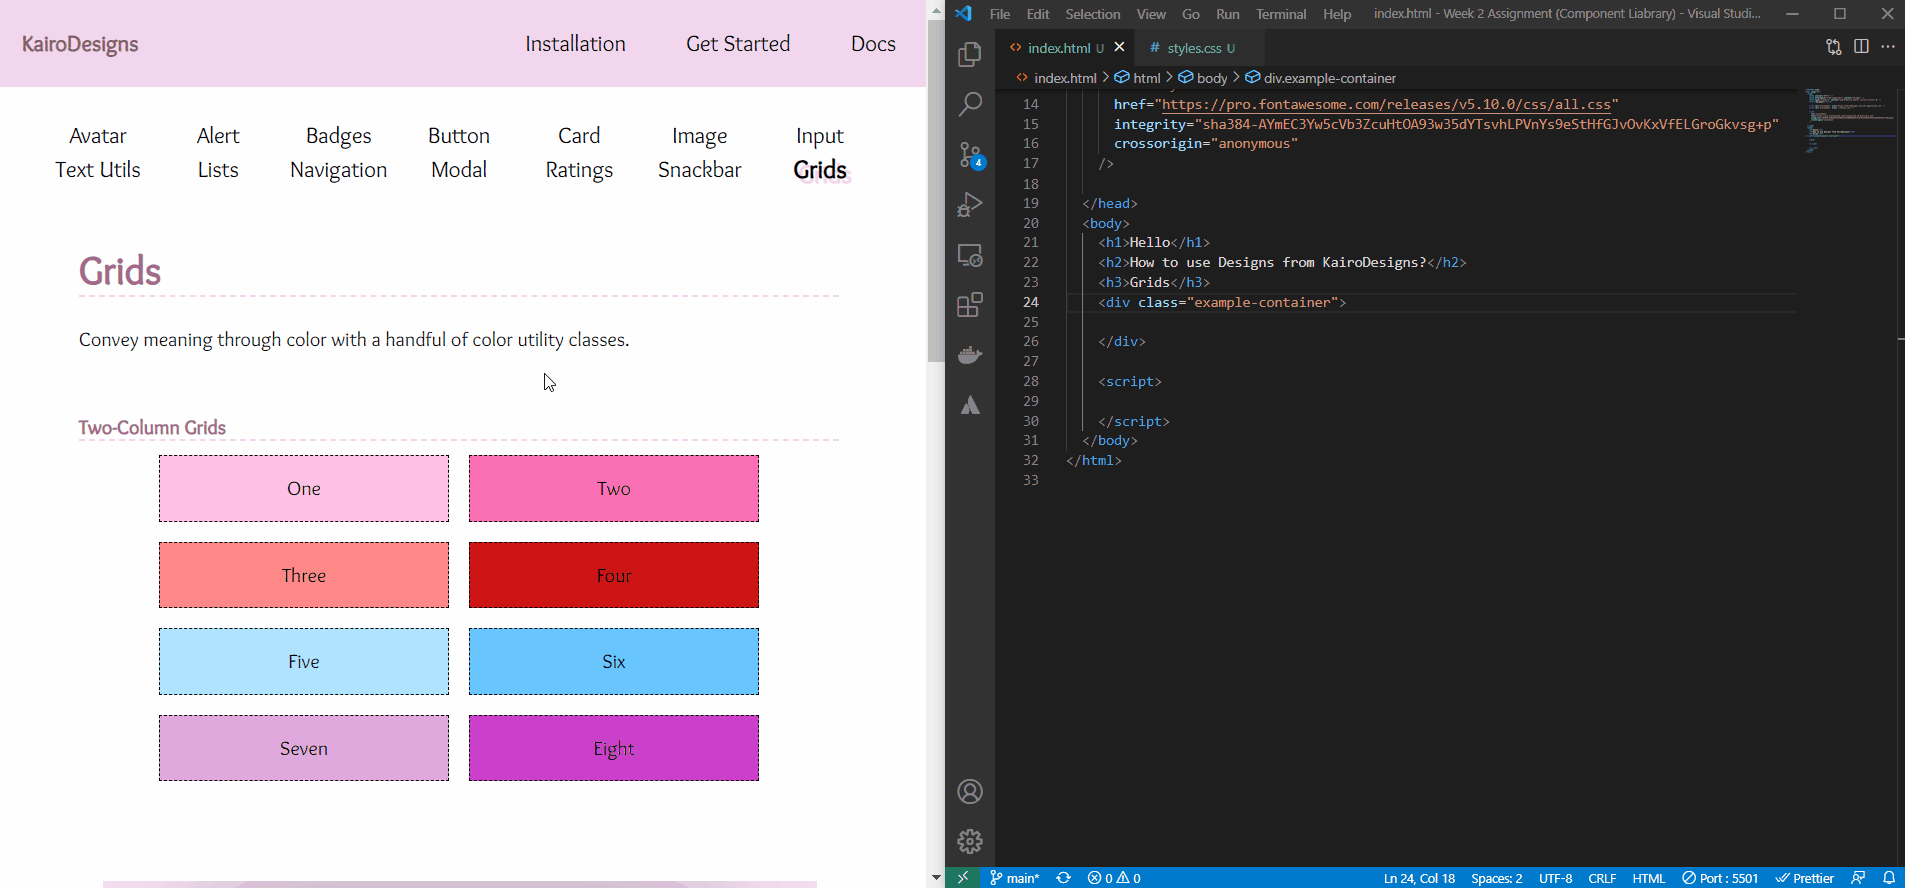 KairoDesigns
Installation
Get Started
Docs
Avatar
Alert
Badges
Button
Card
Image
Input
Text Utils
Lists
Navigation
Modal
Ratings
Snackbar
Grids
Grids
Convey meaning through color with a handful of color utility classes.
Two-Column Grids
One
Two
Three
Four
Five
Six
Seven
Eight
File Edit Selection View Go Run Terminal Help
index.html - Week 2 Assignment (Component Liabrary) - Visual Studi...
index.html U
# styles.css U
index.html > html > body > div.example-container
4
14 href="https://pro.fontawesome.com/releases/v5.10.0/css/all.css"
15 integrity="sha384-AYmEC3Yw5cVb3ZcuHtOA93w35dYTsvhLPVnYs9eStHfGJvOvKxVfELGroGkvsg+p"
16 crossorigin="anonymous"
17 />
18
19 </head>
20 <body>
21 <h1>Hello</h1>
22 <h2>How to use Designs from KairoDesigns?</h2>
23 <h3>Grids</h3>
24 <div class="example-container">
25
26 </div>
27
28 <script>
29
30 </script>
31 </body>
32 </html>
33
main* 0 0 Ln 24, Col 18 Spaces: 2 UTF-8 CRLF HTML Port : 5501 Prettier